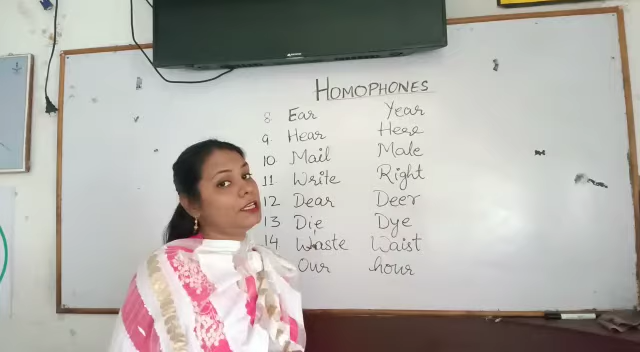 HOMOPHONES
8. Ear Year
9. Hear Here
10 Mail Male
11 Write Right
12 Dear Deer
13 Die Dye
14 Waste Waist
Our hour